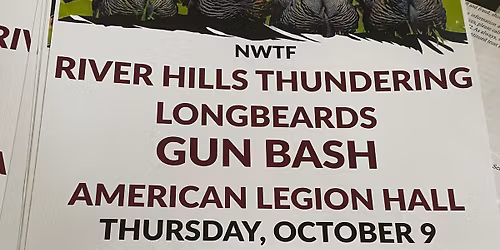 NWTF
RIVER HILLS THUNDERING
LONGBEARDS
GUN BASH
AMERICAN LEGION HALL
THURSDAY, OCTOBER 9